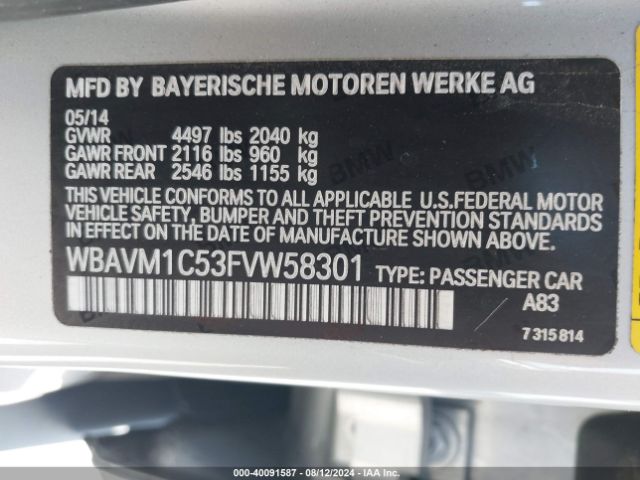 MFD BY BAYERISCHE MOTOREN WERKE AG
05/14
GVWR 4497 lbs 2040 kg
GAWR FRONT 2116 lbs 960 kg
GAWR REAR 2546 lbs 1155 kg
THIS VEHICLE CONFORMS TO ALL APPLICABLE U.S.FEDERAL MOTOR
VEHICLE SAFETY, BUMPER AND THEFT PREVENTION STANDARDS
IN EFFECT ON THE DATE OF MANUFACTURE SHOWN ABOVE.
WBAVM1C53FVW58301 TYPE: PASSENGER CAR
A83
7 315 814
000-40091587 - 08/12/2024 - IAA Inc.